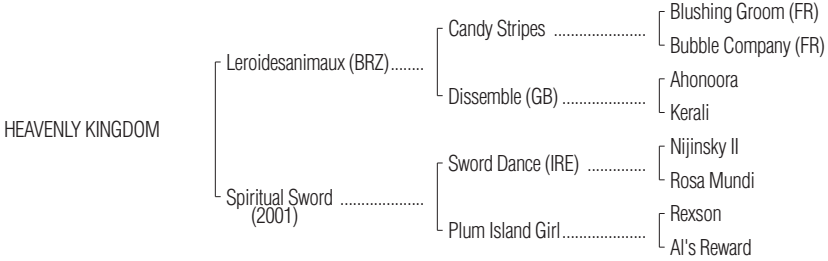 Blushing Groom (FR)
Candy Stripes ......................
Bubble Company (FR)
Leroidesanimaux (BRZ)........
Ahonoora
Dissemble (GB) ....................
Kerali
HEAVENLY KINGDOM
Nijinsky II
Sword Dance (IRE) ..............
Rosa Mundi
Spiritual Sword ....................
(2001)
Rexson
Plum Island Girl....................
Al's Reward